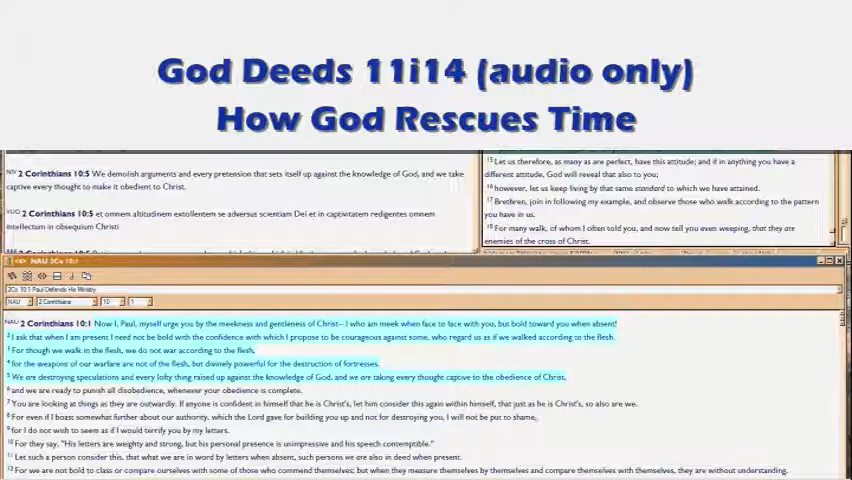 God Deeds 11i14 (audio only)
How God Rescues Time
NIV 2 Corinthians 10:5 We demolish arguments and every pretension that sets itself up against the knowledge of God, and we take
captive every thought to make it obedient to Christ.
VUO 2 Corinthians 10:5 et omnem altitudinem extollentem se adversus scientiam Dei et in captivitatem redigentes omnem
intellectum in obsequium Christi
15 Let us therefore, as many as are perfect, have this attitude; and if in anything you have a
different attitude, God will reveal that also to you;
16 however, let us keep living by that same standard to which we have attained.
17 Brethren, join in following my example, and observe those who walk according to the pattern
you have in us.
18 For many walk, of whom I often told you, and now tell you even weeping, that they are
enemies of the cross of Christ,
NAU 2Co 10:1
2Co 10:1 Paul Defends His Ministry
NAU 2 Corinthians 10 1
NAU 2 Corinthians 10:1 Now I, Paul, myself urge you by the meekness and gentleness of Christ-- I who am meek when face to face with you, but bold toward you when absent!
2 I ask that when I am present I need not be bold with the confidence with which I propose to be courageous against some, who regard us as if we walked according to the flesh.
3 For though we walk in the flesh, we do not war according to the flesh,
4 for the weapons of our warfare are not of the flesh, but divinely powerful for the destruction of fortresses.
5 We are destroying speculations and every lofty thing raised up against the knowledge of God, and we are taking every thought captive to the obedience of Christ,
6 and we are ready to punish all disobedience, whenever your obedience is complete.
7 You are looking at things as they are outwardly. If anyone is confident in himself that he is Christ's, let him consider this again within himself, that just as he is Christ's, so also are we.
8 For even if I boast somewhat further about our authority, which the Lord gave for building you up and not for destroying you, I will not be put to shame,
9 for I do not wish to seem as if I would terrify you by my letters.
10 For they say, "His letters are weighty and strong, but his personal presence is unimpressive and his speech contemptible."
11 Let such a person consider this, that what we are in word by letters when absent, such persons we are also in deed when present.
12 For we are not bold to class or compare ourselves with some of those who commend themselves; but when they measure themselves by themselves and compare themselves with themselves, they are without understanding.